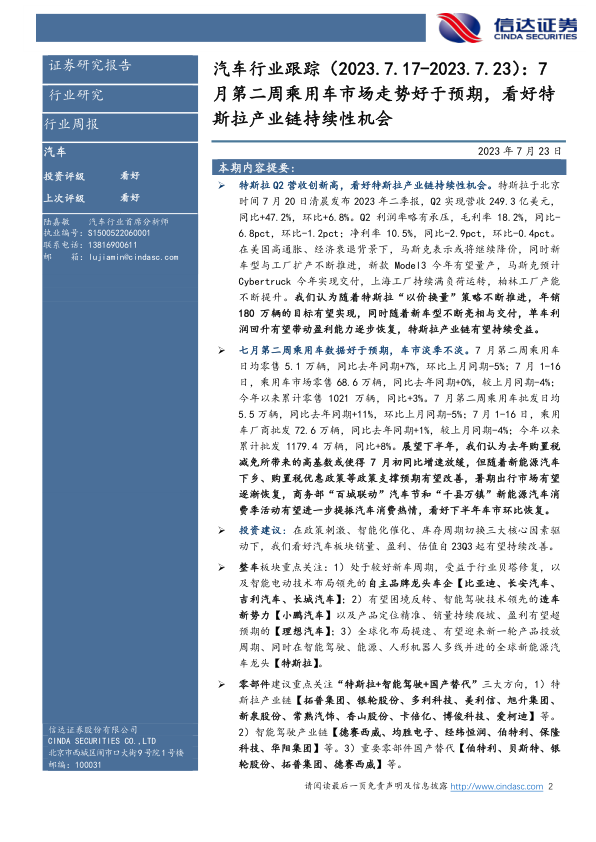 信达证券
CINDA SECURITIES
证券研究报告
行业研究
行业周报
汽车
投资评级 看好
上次评级 看好
陆嘉敏 汽车行业首席分析师
执业编号：S1500522060001
联系电话：13816900611
邮 箱：lujiamin@cindasc.com
信达证券股份有限公司
CINDA SECURITIES CO.,LTD
北京市西城区闹市口大街9号院1号楼
邮编：100031
汽车行业跟踪（2023.7.17-2023.7.23）：7
月第二周乘用车市场走势好于预期，看好特
斯拉产业链持续性机会
2023 年 7 月 23 日
本期内容提要：
➢ 特斯拉 Q2 营收创新高，看好特斯拉产业链持续性机会。特斯拉于北京
时间 7 月 20 日清晨发布 2023 年二季报，Q2 实现营收 249.3 亿美元，
同比+47.2%，环比+6.8%。Q2 利润率略有承压，毛利率 18.2%，同比-
6.8pct，环比-1.2pct；净利率 10.5%，同比-2.9pct，环比-0.4pct。
在美国高通胀、经济衰退背景下，马斯克表示或将继续降价，同时新
车型与工厂扩产不断推进，新款 Model3 今年有望量产，马斯克预计
Cybertruck 今年实现交付，上海工厂持续满负荷运转，柏林工厂产能
不断提升。我们认为随着特斯拉“以价换量”策略不断推进，年销
180 万辆的目标有望实现，同时随着新车型不断亮相与交付，单车利
润回升有望带动盈利能力逐步恢复，特斯拉产业链有望持续受益。
➢ 七月第二周乘用车数据好于预期，车市淡季不淡。7 月第二周乘用车
日均零售 5.1 万辆，同比去年同期+7%，环比上月同期-5%；7 月 1-16
日，乘用车市场零售 68.6 万辆，同比去年同期+0%，较上月同期-4%；
今年以来累计零售 1021 万辆，同比+3%。7 月第二周乘用车批发日均
5.5 万辆，同比去年同期+11%，环比上月同期-5%；7 月 1-16 日，乘用
车厂商批发 72.6 万辆，同比去年同期+1%，较上月同期-4%；今年以来
累计批发 1179.4 万辆，同比+8%。展望下半年，我们认为去年购置税
减免所带来的高基数或使得 7 月初同比增速放缓，但随着新能源汽车
下乡、购置税优惠政策等政策支撑预期有望改善，暑期出行市场有望
逐渐恢复，商务部“百城联动”汽车节和“千县万镇”新能源汽车消
费季活动有望进一步提振汽车消费热情，看好下半年车市环比恢复。
➢ 投资建议：在政策刺激、智能化催化、库存周期切换三大核心因素驱
动下，我们看好汽车板块销量、盈利、估值自 23Q3 起有望持续改善。
➢ 整车板块重点关注：1）处于较好新车周期，受益于行业贝塔修复，以
及智能电动技术布局领先的自主品牌龙头车企【比亚迪、长安汽车、
吉利汽车、长城汽车】；2）有望困境反转、智能驾驶技术领先的造车
新势力【小鹏汽车】以及产品定位精准、销量持续爬坡、盈利有望超
预期的【理想汽车】；3）全球化布局提速、有望迎来新一轮产品投放
周期、同时在智能驾驶、能源、人形机器人多线并进的全球新能源汽
车龙头【特斯拉】。
➢ 零部件建议重点关注“特斯拉+智能驾驶+国产替代”三大方向，1）特
斯拉产业链【拓普集团、银轮股份、多利科技、美利信、旭升集团、
新泉股份、常熟汽饰、香山股份、卡倍亿、博俊科技、爱柯迪】等。
2）智能驾驶产业链【德赛西威、均胜电子、经纬恒润、伯特利、保隆
科技、华阳集团】等。3）重要零部件国产替代【伯特利、贝斯特、银
轮股份、拓普集团、德赛西威】等。
请阅读最后一页免责声明及信息披露 http://www.cindasc.com 2